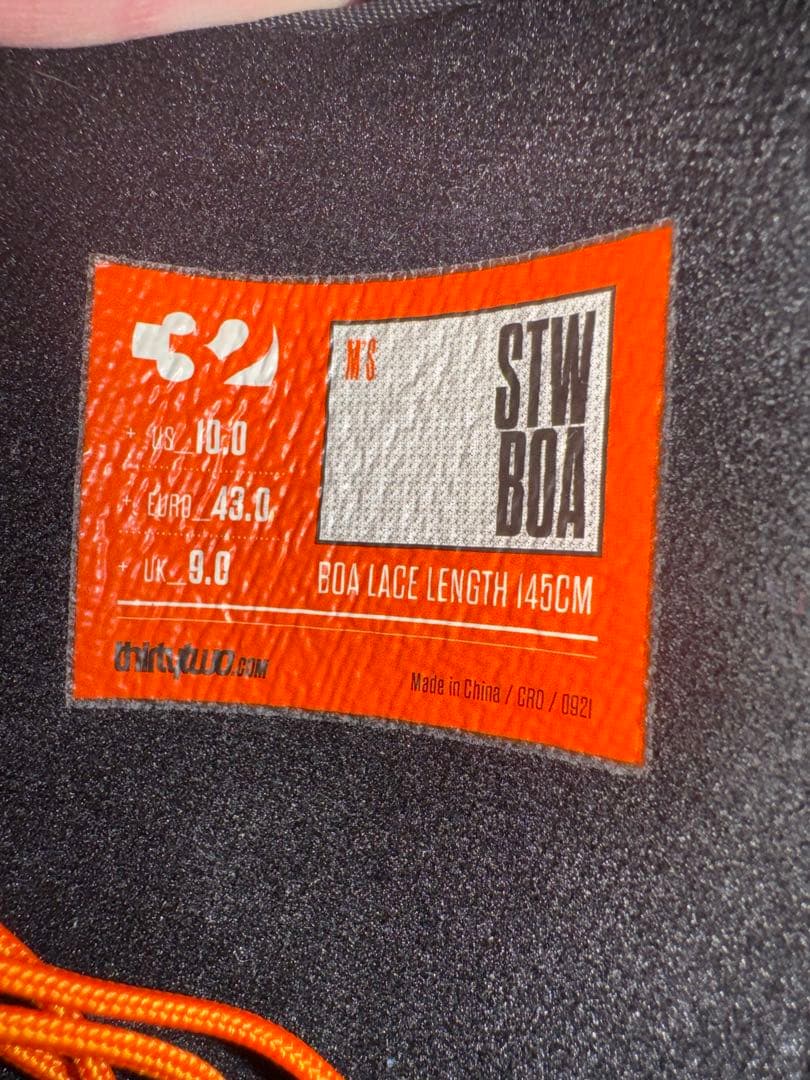 32
M'S
STW
BOA
+ US_10.0
+ EURO_43.0
+ UK_9.0
BOA LACE LENGTH 145CM
thirtytwo.COM
Made in China / CRO / 0921